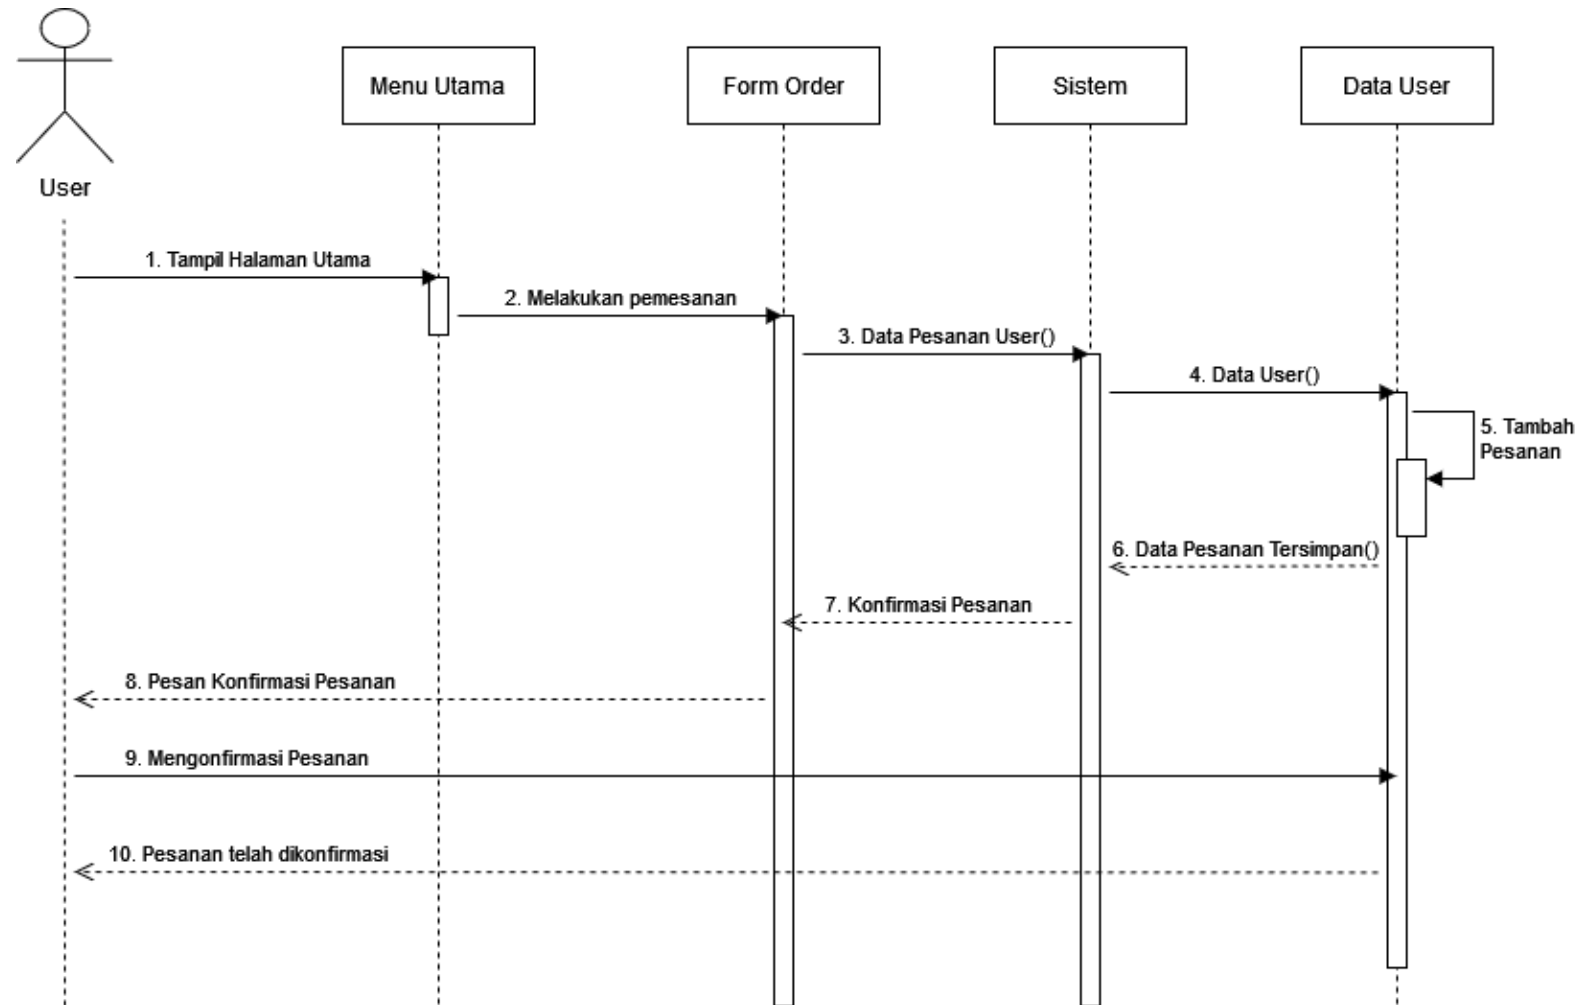 Menu Utama
Form Order
Sistem
Data User
User
1. Tampil Halaman Utama
2. Melakukan pemesanan
3. Data Pesanan User()
4. Data User()
5. Tambah
Pesanan
6. Data Pesanan Tersimpan()
7. Konfirmasi Pesanan
8. Pesan Konfirmasi Pesanan
9. Mengonfirmasi Pesanan
10. Pesanan telah dikonfirmasi